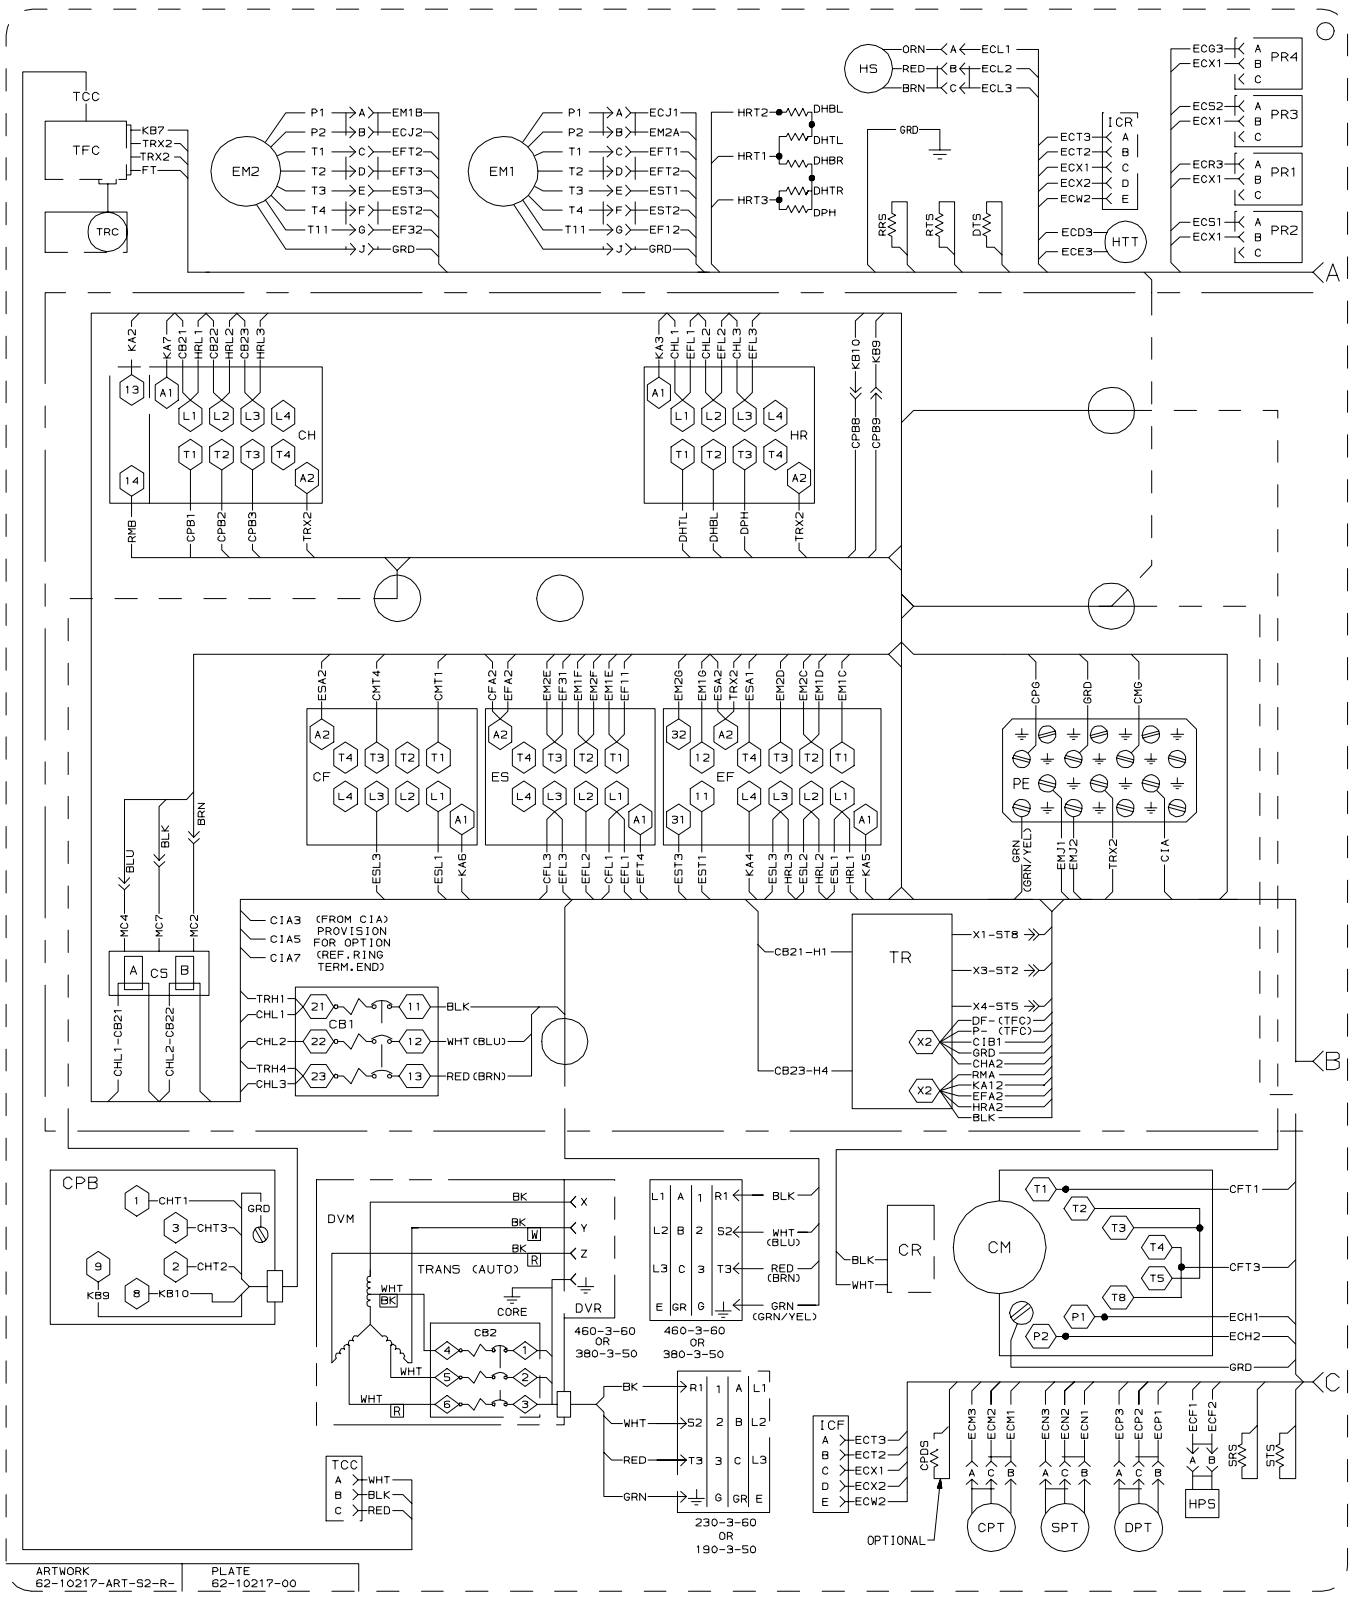 TCC
TFC
KB7
TRX2
TRX2
FT
TRC
EM2
P1 A EM1B
P2 B ECJ2
T1 C EFT2
T2 D EFT3
T3 E EST3
T4 F EST2
T11 G EF32
J GRD
EM1
P1 A ECJ1
P2 B EM2A
T1 C EFT1
T2 D EFT2
T3 E EST1
T4 F EST2
T11 G EF12
J GRD
HRT2
HRT1
HRT3
DHBL
DHTL
DHBR
DHTR
DPH
HS
ORN A ECL1
RED B ECL2
BRN C ECL3
GRD
RRS
RTS
DTS
ICR
ECT3 A
ECT2 B
ECX1 C
ECX2 D
ECW2 E
ECD3
ECE3
HTT
ECG3 A PR4
ECX1 B
C
ECS2 A PR3
ECX1 B
C
ECR3 A PR1
ECX1 B
C
ECS1 A PR2
ECX1 B
C
A
KA2 KA7 CB21 HRL1 CB22 HRL2 CB23 HRL3
13 A1 L1 L2 L3 L4 CH
14 T1 T2 T3 T4 A2
RMB CPB1 CPB2 CPB3 TRX2
KA3 CHL1 EFL1 CHL2 EFL2 CHL3 EFL3
A1 L1 L2 L3 L4 HR
T1 T2 T3 T4 A2
DHTL DHBL DPH TRX2
KB10 KB9
CPB8 CPB9
ESA2 CMT4 CMT1
A2 T4 T3 T2 T1
CF
L4 L3 L2 L1 A1
ESL3 ESL1 KA6
CFA2 EFA2 EM2E EF31 EM1F EM2F EM1E EF11
A2 T4 T3 T2 T1
ES
L4 L3 L2 L1 A1
CFL3 EFL3 EFL2 CFL1 EFL1 EFT4
EM2G EM1G ESA2 TRX2 ESA1 EM2D EM2C EM1D EM1C
32 12 A2 T4 T3 T2 T1
EF
31 11 L4 L3 L2 L1 A1
EST3 EST1 KA4 ESL3 HRL3 ESL2 HRL2 ESL1 HRL1 KA5
CPG GRD CMG
PE
GRN (GRN/YEL) EMJ1 EMJ2 TRX2 CIA
BLU BLK BRN
MC4 MC7 MC2
A CS B
CHL1-CB21
CHL2-CB22
CIA3 (FROM CIA)
CIA5 PROVISION
FOR OPTION
CIA7 (REF.RING
TERM.END)
TRH1 21 11 BLK
CHL1
CB1
CHL2 22 12 WHT(BLU)
TRH4 23 13 RED(BRN)
CHL3
CB21-H1
CB23-H4
TR
X1-ST8
X3-ST2
X4-ST5
X2
DF-(TFC)
P- (TFC)
CIB1
GRD
CHA2
X2
RMA
KA12
EFA2
HRA2
BLK
B
CPB
1 CHT1
3 CHT3
2 CHT2
9 KB9
8 KB10
GRD
DVM
BK X
BK W Y
BK R Z
TRANS (AUTO)
WHT
BK
CORE
DVR
CB2
4 1
WHT 5 2
WHT R 6 3
460-3-60
OR
380-3-50
L1 A 1 R1 BLK
L2 B 2 S2 WHT
(BLU)
L3 C 3 T3 RED
(BRN)
E GR G GRN
(GRN/YEL)
460-3-60
OR
380-3-50
BK R1 1 A L1
WHT S2 2 B L2
RED T3 3 C L3
GRN G GR E
230-3-60
OR
190-3-50
TCC
A WHT
B BLK
C RED
BLK
WHT
CR
CM
T1 CFT1
T2
T3
T4 CFT3
T5
T8
P1 ECH1
P2 ECH2
GRD
C
ICF
A ECT3
B ECT2
C ECX1
D ECX2
E ECW2
CPDS
OPTIONAL
ECM3 ECM2 ECM1
A C B
CPT
ECN3 ECN2 ECN1
A C B
SPT
ECP3 ECP2 ECP1
A C B
DPT
ECF1 ECF2
A B
HPS
SRS
STS
ARTWORK
62-10217-ART-S2-R-
PLATE
62-10217-00